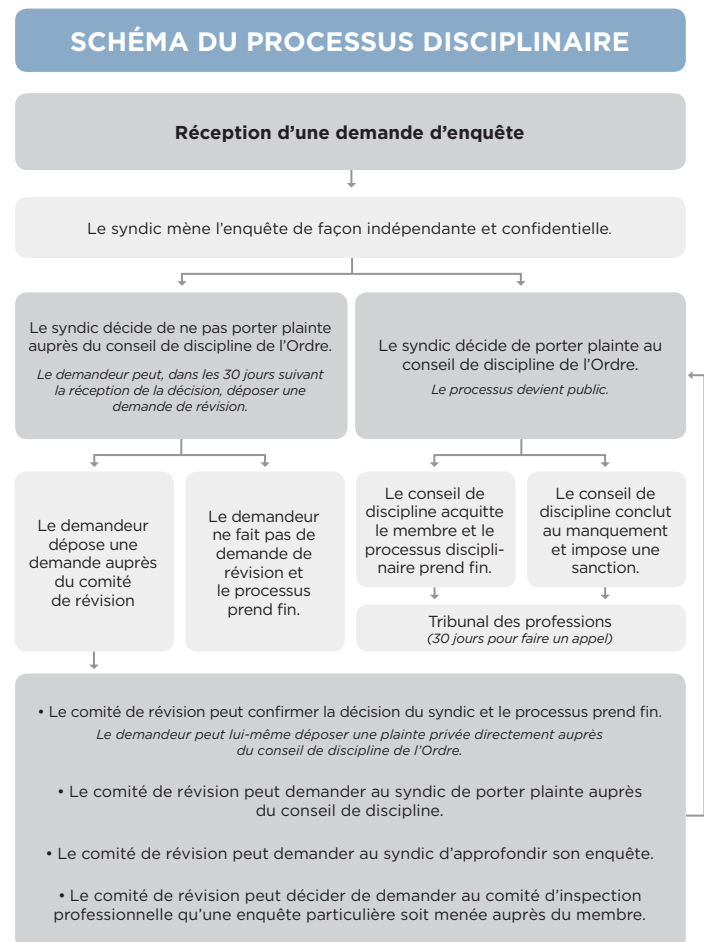 SCHÉMA DU PROCESSUS DISCIPLINAIRE
Réception d’une demande d’enquête
Le syndic mène l’enquête de façon indépendante et confidentielle.
Le syndic décide de ne pas porter plainte
auprès du conseil de discipline de l’Ordre.
Le demandeur peut, dans les 30 jours suivant
la réception de la décision, déposer une
demande de révision.
Le syndic décide de porter plainte au
conseil de discipline de l’Ordre.
Le processus devient public.
Le demandeur
dépose une
demande auprès
du comité
de révision
Le demandeur
ne fait pas de
demande de
révision et
le processus
prend fin.
Le conseil de
discipline acquitte
le membre et le
processus discipli-
naire prend fin.
Le conseil de
discipline conclut
au manquement
et impose une
sanction.
Tribunal des professions
(30 jours pour faire un appel)
• Le comité de révision peut confirmer la décision du syndic et le processus prend fin.
Le demandeur peut lui-même déposer une plainte privée directement auprès
du conseil de discipline de l’Ordre.
• Le comité de révision peut demander au syndic de porter plainte auprès
du conseil de discipline.
• Le comité de révision peut demander au syndic d’approfondir son enquête.
• Le comité de révision peut décider de demander au comité d’inspection
professionnelle qu’une enquête particulière soit menée auprès du membre.